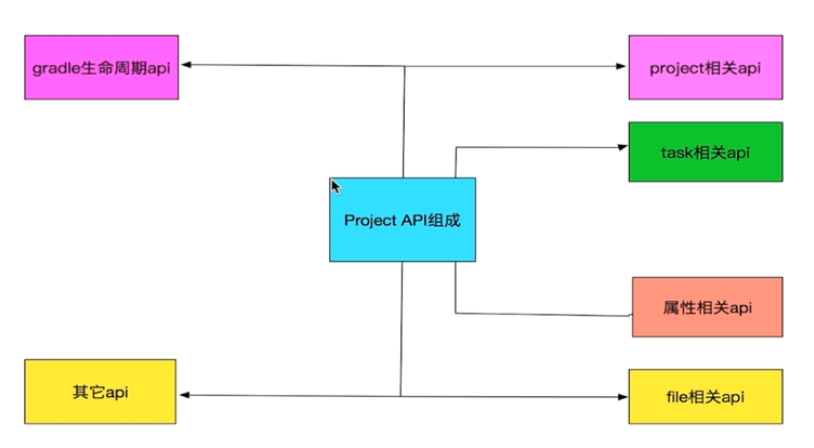 gradle生命周期api
project相关api
task相关api
Project API组成
属性相关api
其它api
file相关api